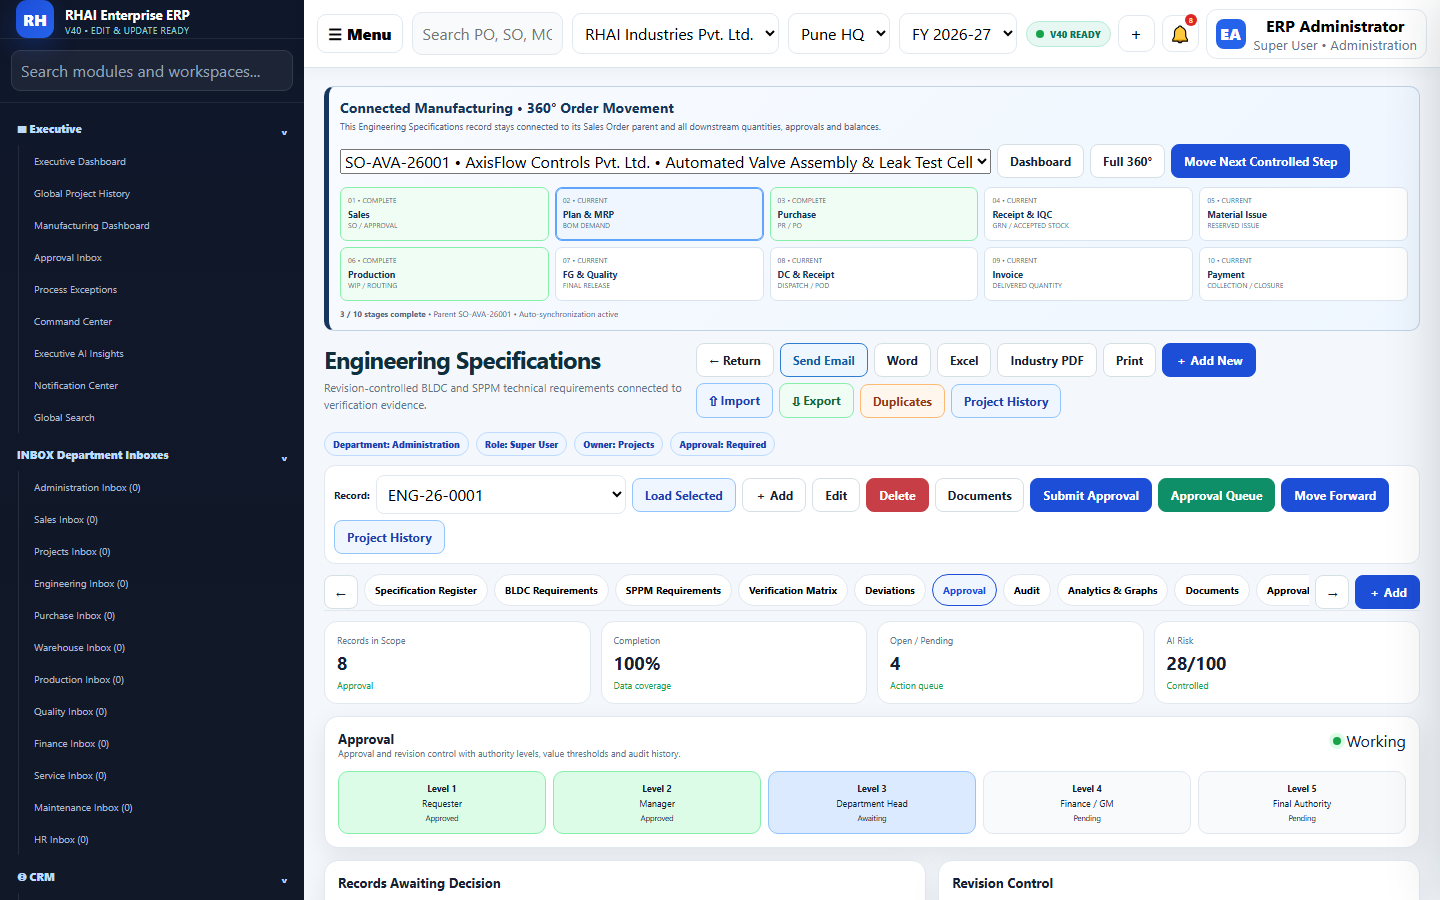 RH
RHAI Enterprise ERP
V40 • EDIT & UPDATE READY
Search modules and workspaces...
Executive
Executive Dashboard
Global Project History
Manufacturing Dashboard
Approval Inbox
Process Exceptions
Command Center
Executive AI Insights
Notification Center
Global Search
INBOX Department Inboxes
Administration Inbox (0)
Sales Inbox (0)
Projects Inbox (0)
Engineering Inbox (0)
Purchase Inbox (0)
Warehouse Inbox (0)
Production Inbox (0)
Quality Inbox (0)
Finance Inbox (0)
Service Inbox (0)
Maintenance Inbox (0)
HR Inbox (0)
CRM
☰ Menu
Search PO, SO, MC
RHAI Industries Pvt. Ltd.
Pune HQ
FY 2026-27
V40 READY
+
8
EA
ERP Administrator
Super User • Administration
Connected Manufacturing • 360° Order Movement
This Engineering Specifications record stays connected to its Sales Order parent and all downstream quantities, approvals and balances.
SO-AVA-26001 • AxisFlow Controls Pvt. Ltd. • Automated Valve Assembly & Leak Test Cell
Dashboard
Full 360°
Move Next Controlled Step
01 • COMPLETE
Sales
SO / APPROVAL
02 • CURRENT
Plan & MRP
BOM DEMAND
03 • COMPLETE
Purchase
PR / PO
04 • CURRENT
Receipt & IQC
GRN / ACCEPTED STOCK
05 • CURRENT
Material Issue
RESERVED ISSUE
06 • COMPLETE
Production
WIP / ROUTING
07 • CURRENT
FG & Quality
FINAL RELEASE
08 • CURRENT
DC & Receipt
DISPATCH / POD
09 • CURRENT
Invoice
DELIVERED QUANTITY
10 • CURRENT
Payment
COLLECTION / CLOSURE
3 / 10 stages complete • Parent SO-AVA-26001 • Auto-synchronization active
Engineering Specifications
Revision-controlled BLDC and SPPM technical requirements connected to
verification evidence.
← Return
Send Email
Word
Excel
Industry PDF
Print
+ Add New
⇧ Import
⇩ Export
Duplicates
Project History
Department: Administration
Role: Super User
Owner: Projects
Approval: Required
Record:
ENG-26-0001
Load Selected
+ Add
Edit
Delete
Documents
Submit Approval
Approval Queue
Move Forward
Project History
←
Specification Register
BLDC Requirements
SPPM Requirements
Verification Matrix
Deviations
Approval
Audit
Analytics & Graphs
Documents
Approval
→
+ Add
Records in Scope
8
Approval
Completion
100%
Data coverage
Open / Pending
4
Action queue
AI Risk
28/100
Controlled
Approval
Approval and revision control with authority levels, value thresholds and audit history.
Working
Level 1
Requester
Approved
Level 2
Manager
Approved
Level 3
Department Head
Awaiting
Level 4
Finance / GM
Pending
Level 5
Final Authority
Pending
Records Awaiting Decision
Revision Control